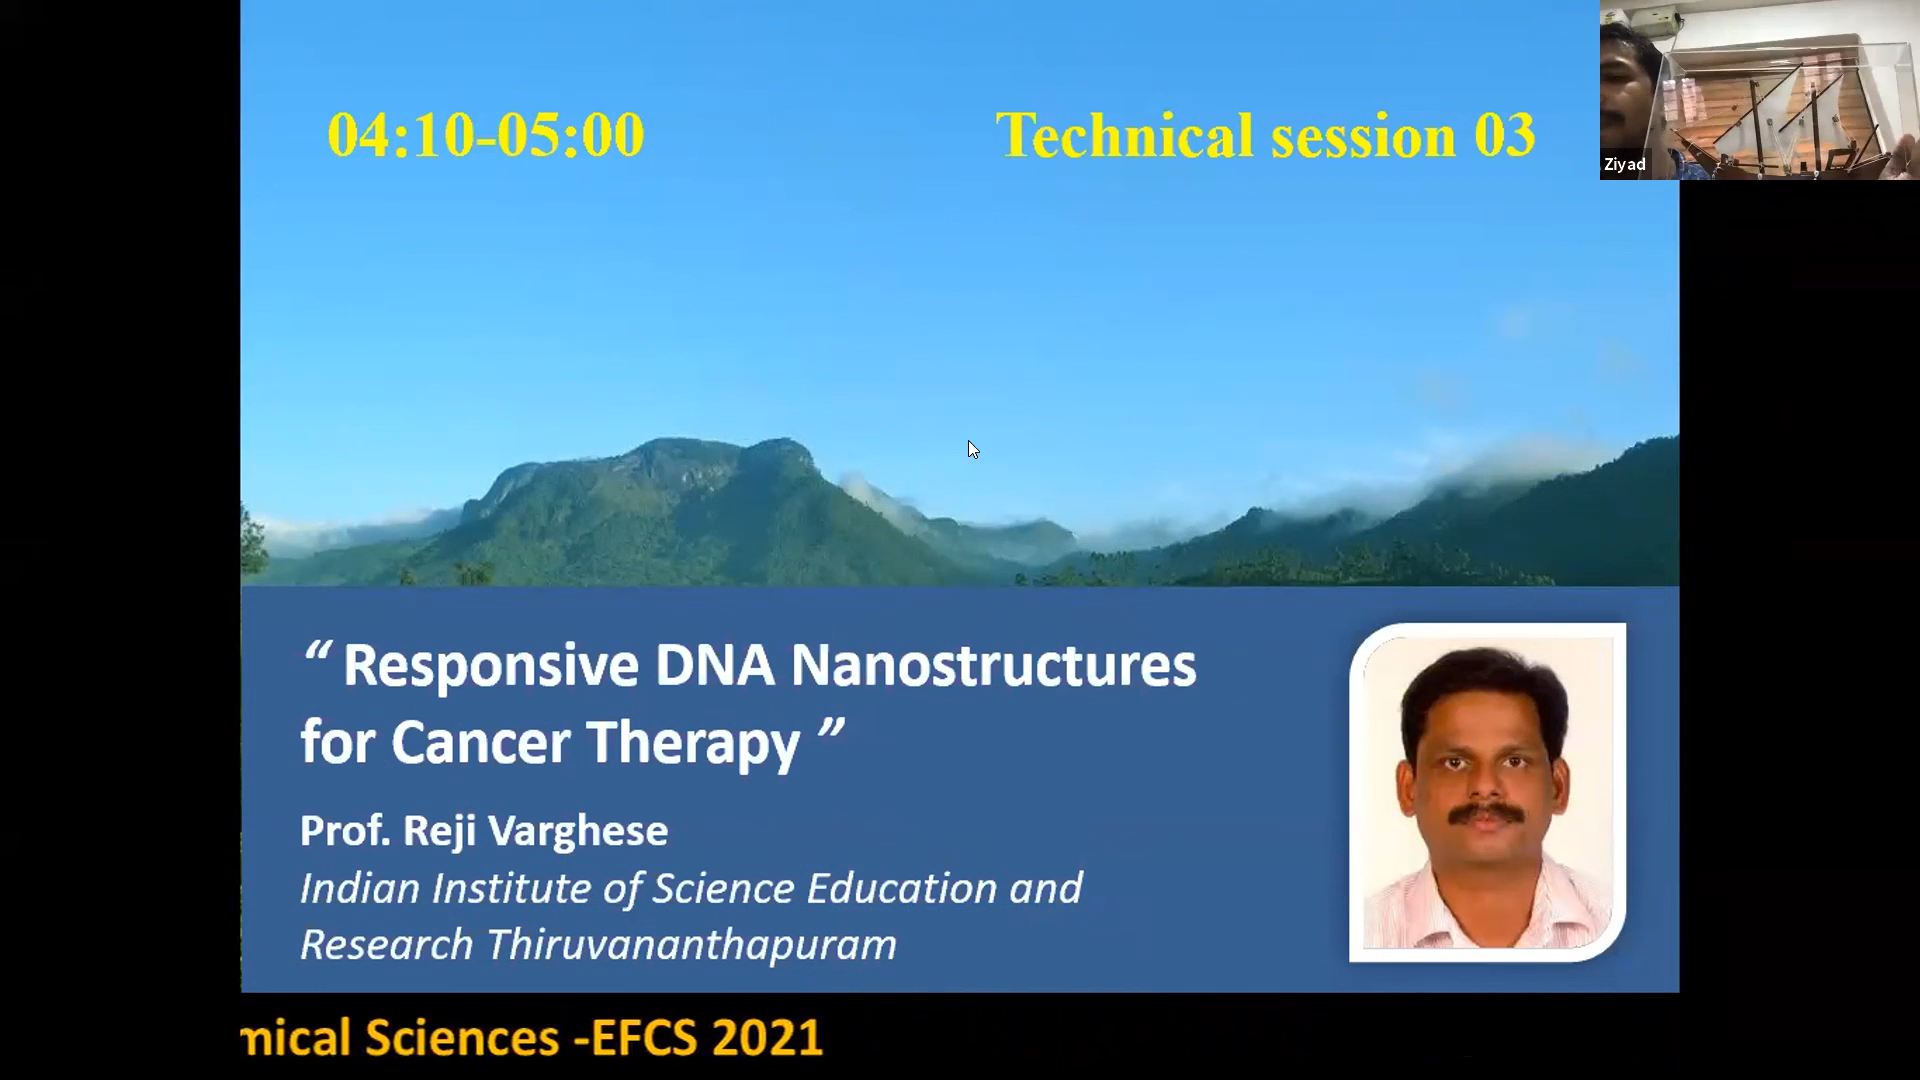 04:10-05:00
Technical session 03
Ziyad
“ Responsive DNA Nanostructures
for Cancer Therapy ”
Prof. Reji Varghese
Indian Institute of Science Education and
Research Thiruvananthapuram
mical Sciences -EFCS 2021